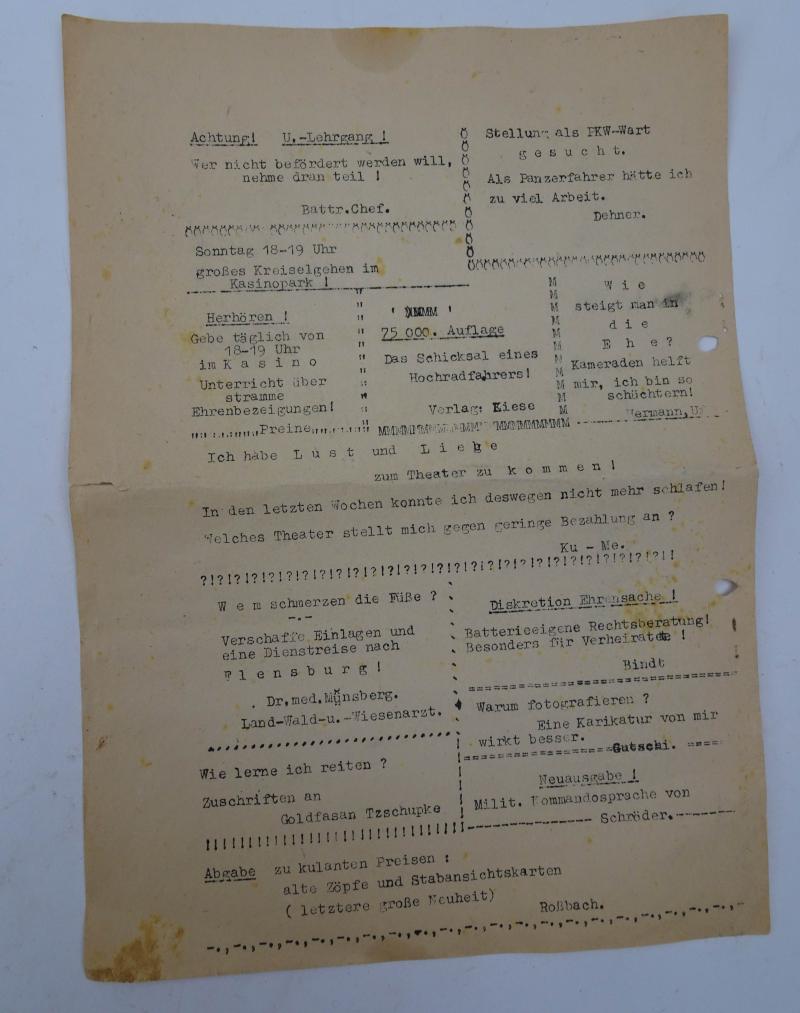 Achtung! U.-Lehrgang !
Wer nicht befördert werden will,
nehme dran teil !
Battr.Chef.
Stellung als PKW-Wart
g e s u c h t.
Als Panzerfahrer hätte ich
zu viel Arbeit.
Dehner.
Sonntag 18-19 Uhr
großes Kreiselgehen im
Kasinopark !
Herhören !
Gebe täglich von
18-19 Uhr
im K a s i n o
Unterricht über
stramme
Ehrenbezeigungen!
Preine
75 000. Auflage
Das Schicksal eines
Hochradfahrers!
Verlag: Kiese
W i e
steigt man in
d i e
E h e ?
Kameraden helft
mir, ich bin so
schüchtern!
Hermann, U
Ich habe L u s t und L i e b e
zum Theater zu k o m m e n !
In den letzten Wochen konnte ich deswegen nicht mehr schlafen!
Welches Theater stellt mich gegen geringe Bezahlung an ?
Ku - Me.
?!?!?!?!?!?!?!?!?!?!?!?!?!?!?!?!?!?!?!?!?!?!?!?!?!!
W e m schmerzen die Füße ?
-.-
Verschaffe Einlagen und
eine Dienstreise nach
F l e n s b u r g !
. Dr.med.Münsberg.
Land-Wald-u.-Wiesenarzt.
Diskretion Ehrensache !
Batterieeigene Rechtsberatung!
Besonders für Verheiratete !
Bindt
Warum fotografieren ?
Eine Karikatur von mir
wirkt besser.
Gutschi.
Wie lerne ich reiten ?
Zuschriften an
Goldfasan Tzschupke
Neuausgabe !
Milit. Kommandosprache von
Schröder.
Abgabe zu kulanten Preisen :
alte Zöpfe und Stabansichtskarten
( letztere große Neuheit)
Roßbach.